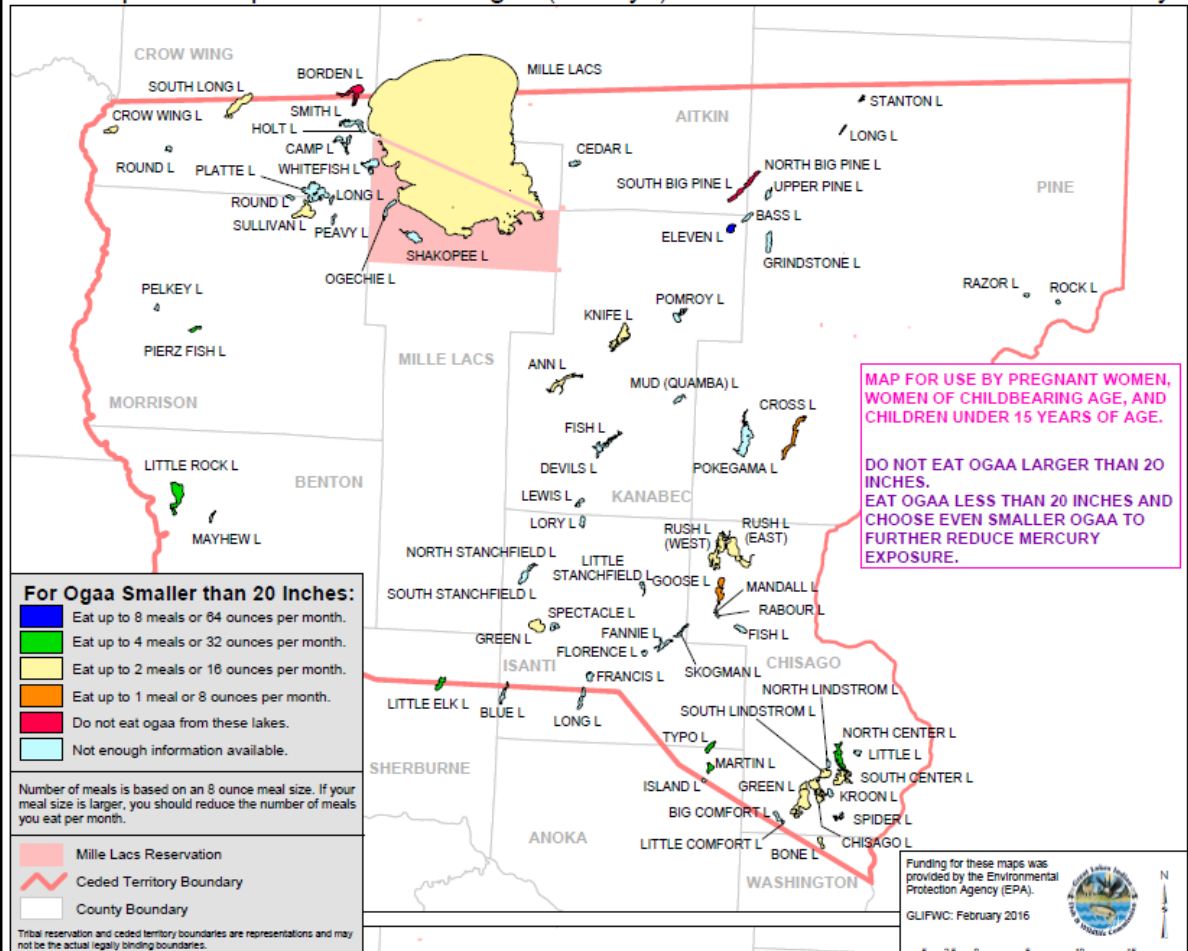 CROW WING
SOUTH LONG L
BORDEN L
MILLE LACS
STANTON L
CROW WING L
SMITH L
HOLT L
AITKIN
LONG L
CAMP L
CEDAR L
ROUND L
PLATTE L
WHITEFISH L
NORTH BIG PINE L
SOUTH BIG PINE L
UPPER PINE L
PINE
ROUND L
LONG L
SULLIVAN L
PEAVY L
BASS L
ELEVEN L
SHAKOPEE L
GRINDSTONE L
OGECHIE L
RAZOR L
ROCK L
PELKEY L
POMROY L
KNIFE L
PIERZ FISH L
MILLE LACS
ANN L
MUD (QUAMBA) L
MORRISON
CROSS L
FISH L
DEVILS L
POKEGAMA L
LITTLE ROCK L
BENTON
LEWIS L
KANABEC
LORY L
MAYHEW L
RUSH L
(WEST)
RUSH L
(EAST)
NORTH STANCHFIELD L
LITTLE
STANCHFIELD L
GOOSE L
SOUTH STANCHFIELD L
MANDALL L
RABOUR L
SPECTACLE L
GREEN L
FANNIE L
FISH L
FLORENCE L
ISANTI
SKOGMAN L
CHISAGO
FRANCIS L
NORTH LINDSTROM L
LITTLE ELK L
BLUE L
LONG L
SOUTH LINDSTROM L
TYPO L
NORTH CENTER L
LITTLE L
MARTIN L
SOUTH CENTER L
SHERBURNE
ISLAND L
GREEN L
KROON L
BIG COMFORT L
SPIDER L
ANOKA
LITTLE COMFORT L
CHISAGO L
BONE L
WASHINGTON
MAP FOR USE BY PREGNANT WOMEN,
WOMEN OF CHILDBEARING AGE, AND
CHILDREN UNDER 15 YEARS OF AGE.
DO NOT EAT OGAA LARGER THAN 2O
INCHES.
EAT OGAA LESS THAN 20 INCHES AND
CHOOSE EVEN SMALLER OGAA TO
FURTHER REDUCE MERCURY
EXPOSURE.
For Ogaa Smaller than 20 Inches:
Eat up to 8 meals or 64 ounces per month.
Eat up to 4 meals or 32 ounces per month.
Eat up to 2 meals or 16 ounces per month.
Eat up to 1 meal or 8 ounces per month.
Do not eat ogaa from these lakes.
Not enough information available.
Number of meals is based on an 8 ounce meal size. If your
meal size is larger, you should reduce the number of meals
you eat per month.
Mille Lacs Reservation
Ceded Territory Boundary
County Boundary
Tribal reservation and ceded territory boundaries are representations and may
not be the actual legally binding boundaries.
Funding for these maps was
provided by the Environmental
Protection Agency (EPA).
GLIFWC: February 2016
N